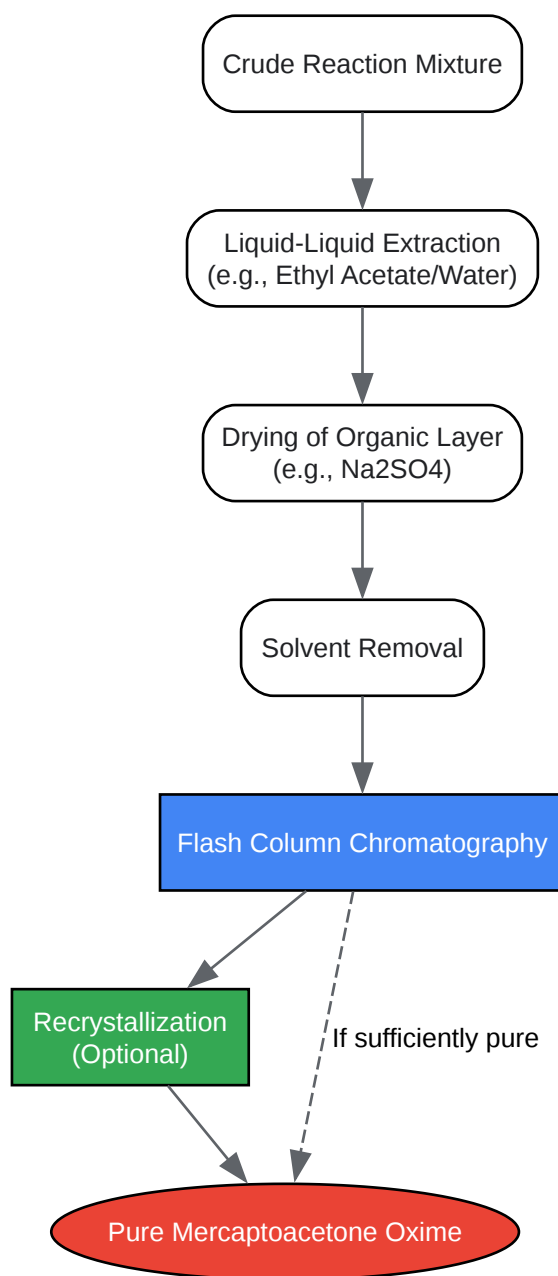 Crude Reaction Mixture
Liquid-Liquid Extraction
(e.g., Ethyl Acetate/Water)
Drying of Organic Layer
(e.g., Na2SO4)
Solvent Removal
Flash Column Chromatography
Recrystallization
(Optional)
If sufficiently pure
Pure Mercaptoacetone Oxime